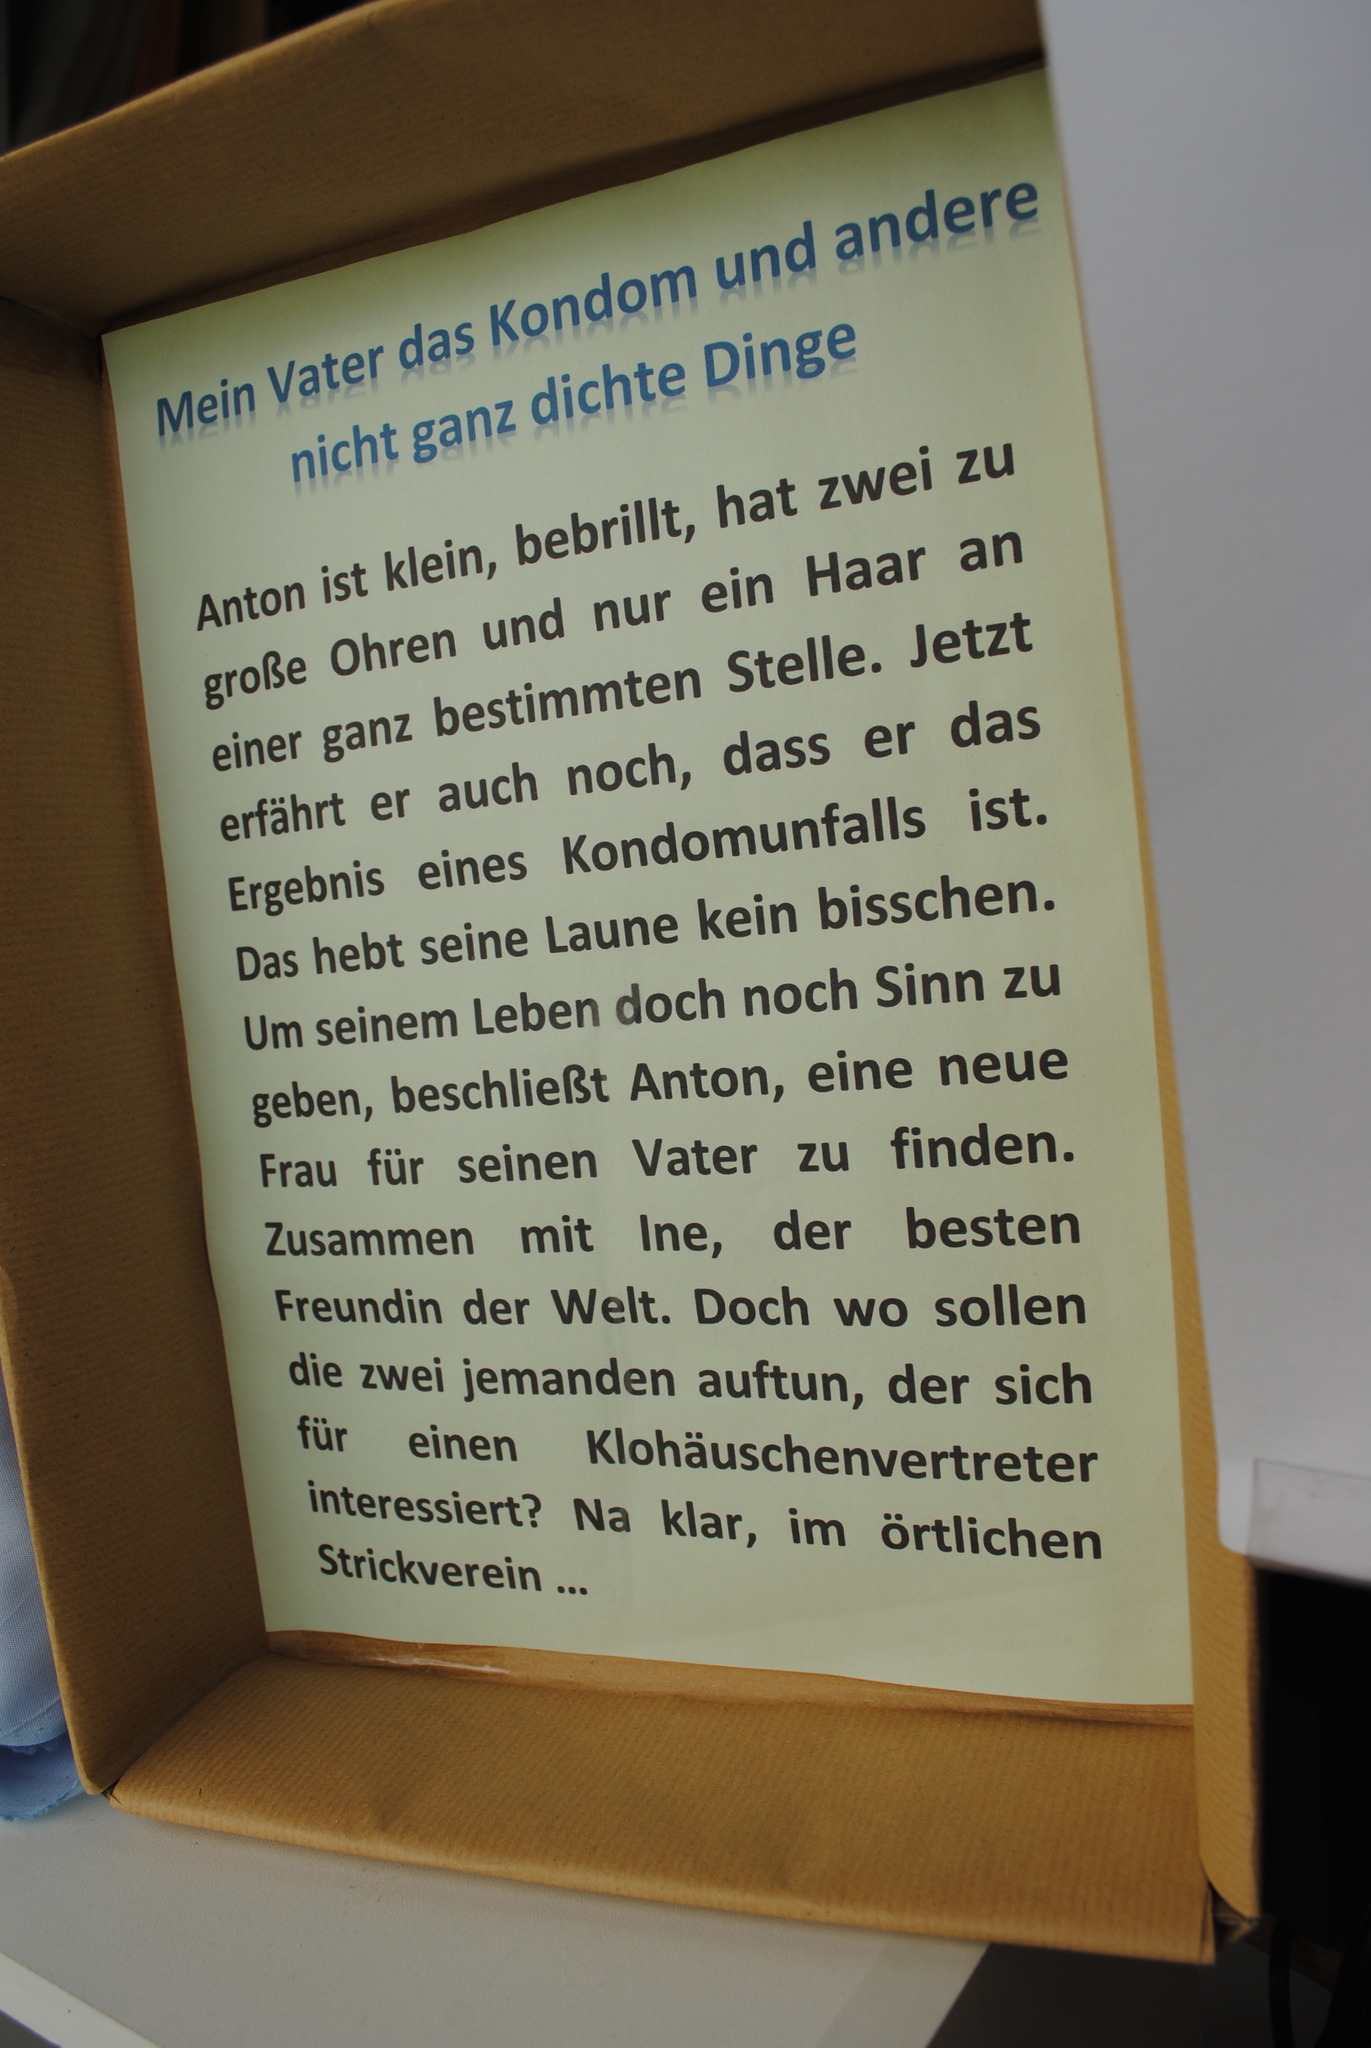 Mein Vater das Kondom und andere
nicht ganz dichte Dinge
Anton ist klein, bebrillt, hat zwei zu
große Ohren und nur ein Haar an
einer ganz bestimmten Stelle. Jetzt
erfährt er auch noch, dass er das
Ergebnis eines Kondomunfalls ist.
Das hebt seine Laune kein bisschen.
Um seinem Leben doch noch Sinn zu
geben, beschließt Anton, eine neue
Frau für seinen Vater zu finden.
Zusammen mit Ine, der besten
Freundin der Welt. Doch wo sollen
die zwei jemanden auftun, der sich
für einen Klohäuschenvertreter
interessiert? Na klar, im örtlichen
Strickverein ...